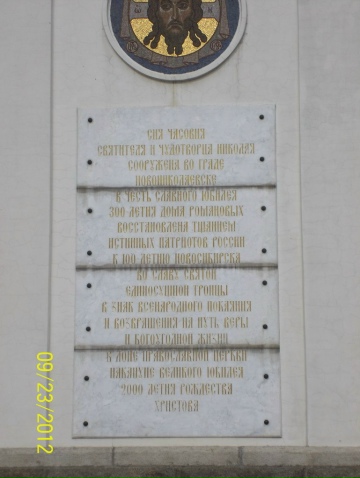 СИЯ ЧАСОВНЯ
СВЯТИТЕЛЯ И ЧУДОТВОРЦА НИКОЛАЯ
СООРУЖЕНА ВО ГРАДЕ
НОВОНИКОЛАЕВСКЕ
В ЧЕСТЬ СЛАВНОГО ЮБИЛЕЯ
300 ЛЕТИЯ ДОМА РОМАНОВЫХ
ВОССТАНОВЛЕНА ТЩАНИЕМ
ИСТИННЫХ ПАТРИОТОВ РОССИИ
К 100 ЛЕТИЮ НОВОСИБИРСКА
ВО СЛАВУ СВЯТОЙ
ЕДИНОСУЩНОЙ ТРОИЦЫ
В ЗНАК ВСЕНАРОДНОГО ПОКАЯНИЯ
И ВОЗВРАЩЕНИЯ НА ПУТЬ ВЕРЫ
И БОГОУГОДНОЙ ЖИЗНИ
К ЛОНЕ ПРАВОСЛАВНОЙ ЦЕРКВИ
НАКАНУНЕ ВЕЛИКОГО ЮБИЛЕЯ
2000 ЛЕТИЯ РОЖДЕСТВА
ХРИСТОВА
09/23/2012